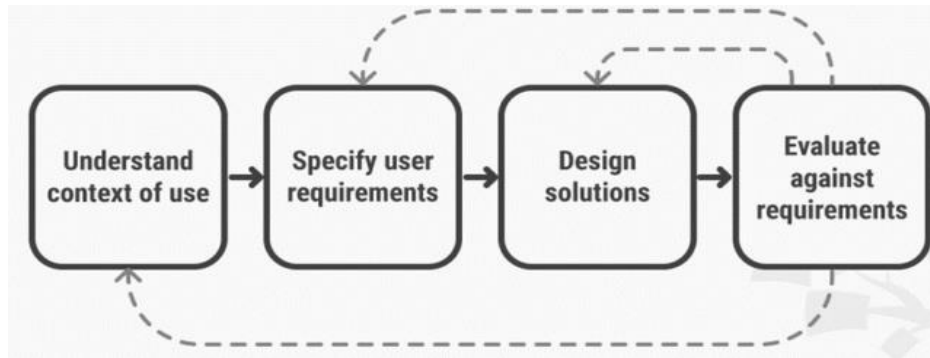 Understand
context of use
Specify user
requirements
Design
solutions
Evaluate
against
requirements